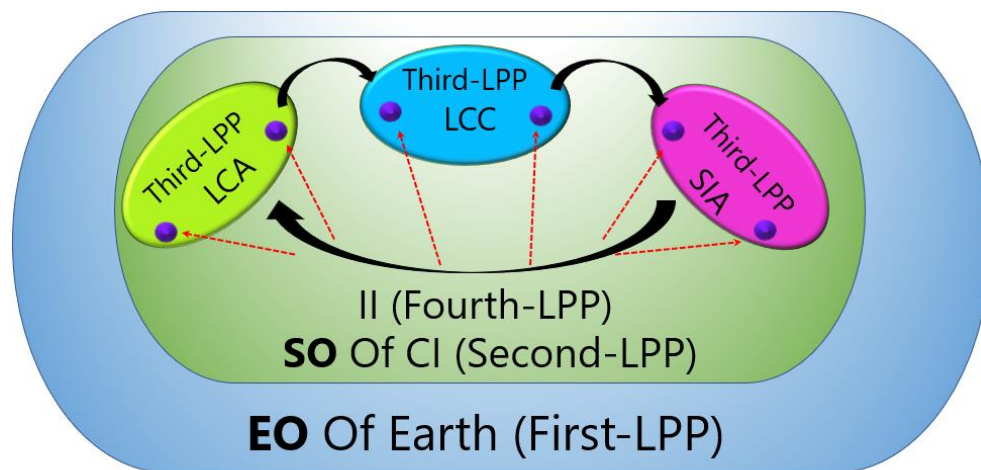 Third-LPP
LCA
Third-LPP
LCC
Third-LPP
SIA
II (Fourth-LPP)
SO Of CI (Second-LPP)
EO Of Earth (First-LPP)